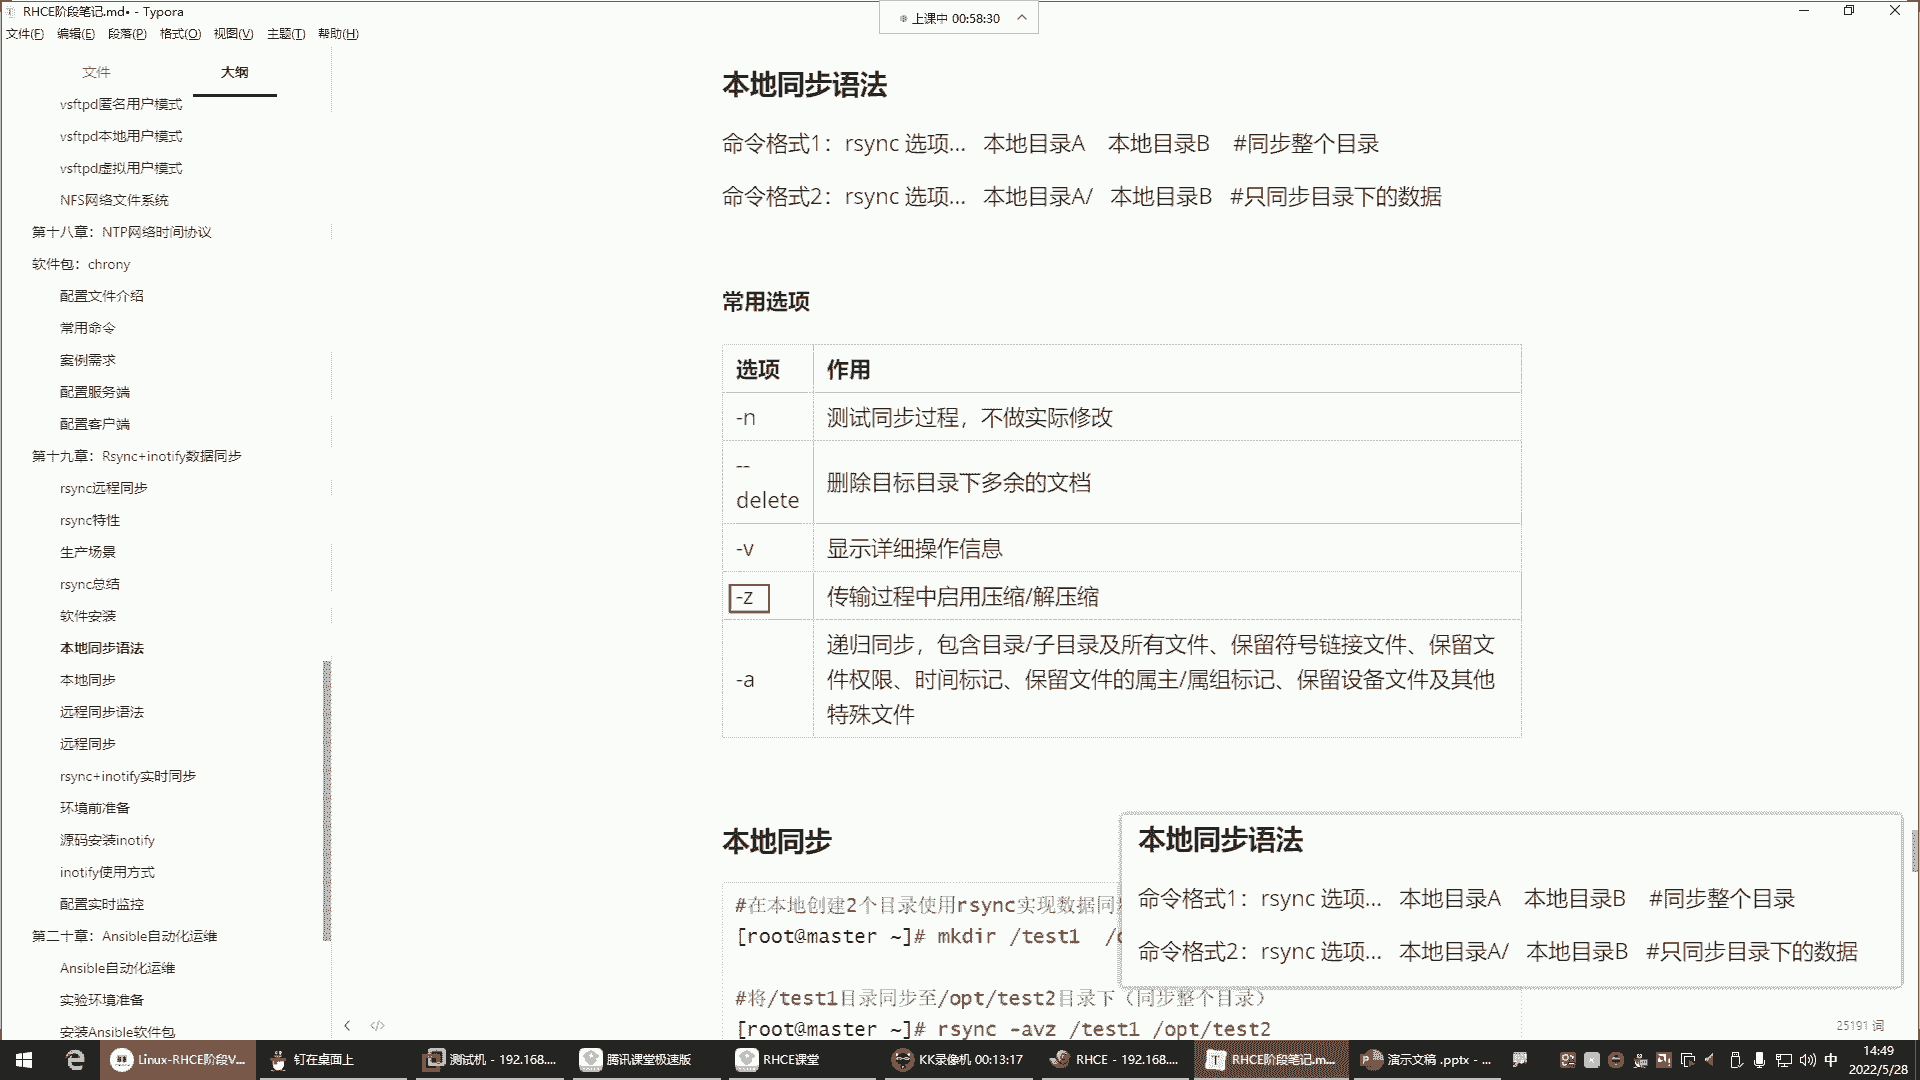 RHCE阶段笔记.md• - Typora
上课中 00:58:30
文件(F) 编辑(E) 段落(P) 格式(O) 视图(V) 主题(T) 帮助(H)
文件 大纲
vsftpd匿名用户模式
vsftpd本地用户模式
vsftpd虚拟用户模式
NFS网络文件系统
第十八章：NTP网络时间协议
软件包：chrony
配置文件介绍
常用命令
案例需求
配置服务端
配置客户端
第十九章：Rsync+inotify数据同步
rsync远程同步
rsync特性
生产场景
rsync总结
软件安装
本地同步语法
本地同步
远程同步语法
远程同步
rsync+inotify实时同步
环境前准备
源码安装inotify
inotify使用方式
配置实时监控
第二十章：Ansible自动化运维
Ansible自动化运维
实验环境准备
安装Ansible软件包
本地同步语法
命令格式1：rsync 选项... 本地目录A 本地目录B #同步整个目录
命令格式2：rsync 选项... 本地目录A/ 本地目录B #只同步目录下的数据
常用选项
选项 作用
-n 测试同步过程，不做实际修改
--
delete 删除目标目录下多余的文档
-v 显示详细操作信息
-z 传输过程中启用压缩/解压缩
-a 递归同步，包含目录/子目录及所有文件、保留符号链接文件、保留文
件权限、时间标记、保留文件的属主/属组标记、保留设备文件及其他
特殊文件
本地同步
#在本地创建2个目录使用rsync实现数据同
[root@master ~]# mkdir /test1
#将/test1目录同步至/opt/test2目录下（同步整个目录）
[root@master ~]# rsync -avz /test1 /opt/test2
本地同步语法
命令格式1：rsync 选项... 本地目录A 本地目录B #同步整个目录
命令格式2：rsync 选项... 本地目录A/ 本地目录B #只同步目录下的数据
25191 词
Linux-RHCE阶段V... 钉在桌面上 测试机 - 192.168.... 腾讯课堂极速版 RHCE课堂 KK录像机 00:13:17 RHCE - 192.168.... RHCE阶段笔记.m... 演示文稿 .pptx - ... 中 14:49
2022/5/28